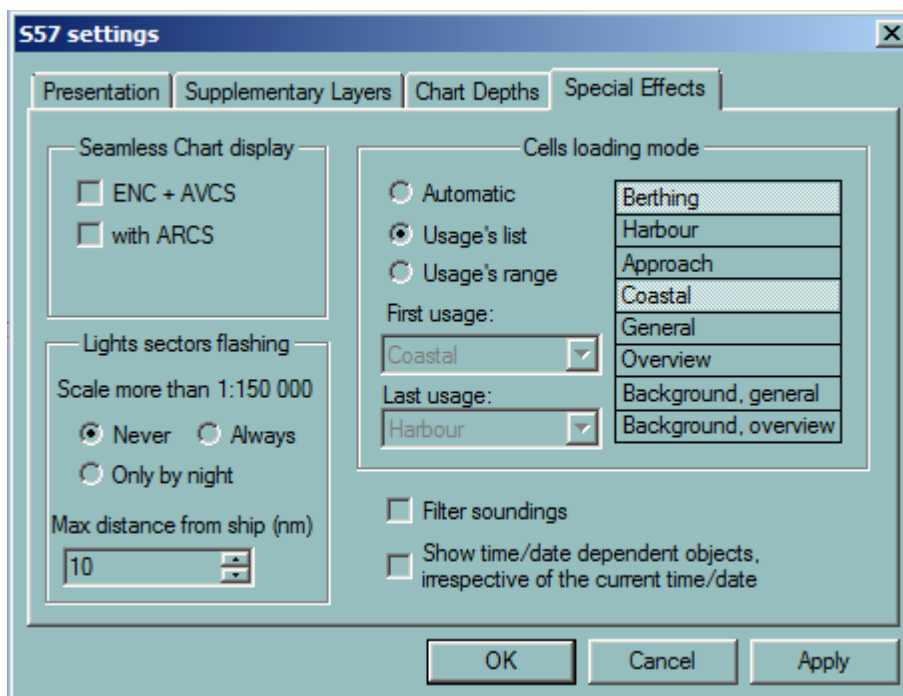 S57 settings
Presentation
Supplementary Layers
Chart Depths
Special Effects
Seamless Chart display
ENC + AVCS
with ARCS
Lights sectors flashing
Scale more than 1:150 000
Never
Always
Only by night
Max distance from ship (nm)
10
Cells loading mode
Automatic
Usage's list
Usage's range
First usage:
Coastal
Last usage:
Harbour
Berthing
Harbour
Approach
Coastal
General
Overview
Background, general
Background, overview
Filter soundings
Show time/date dependent objects,
irrespective of the current time/date
OK
Cancel
Apply